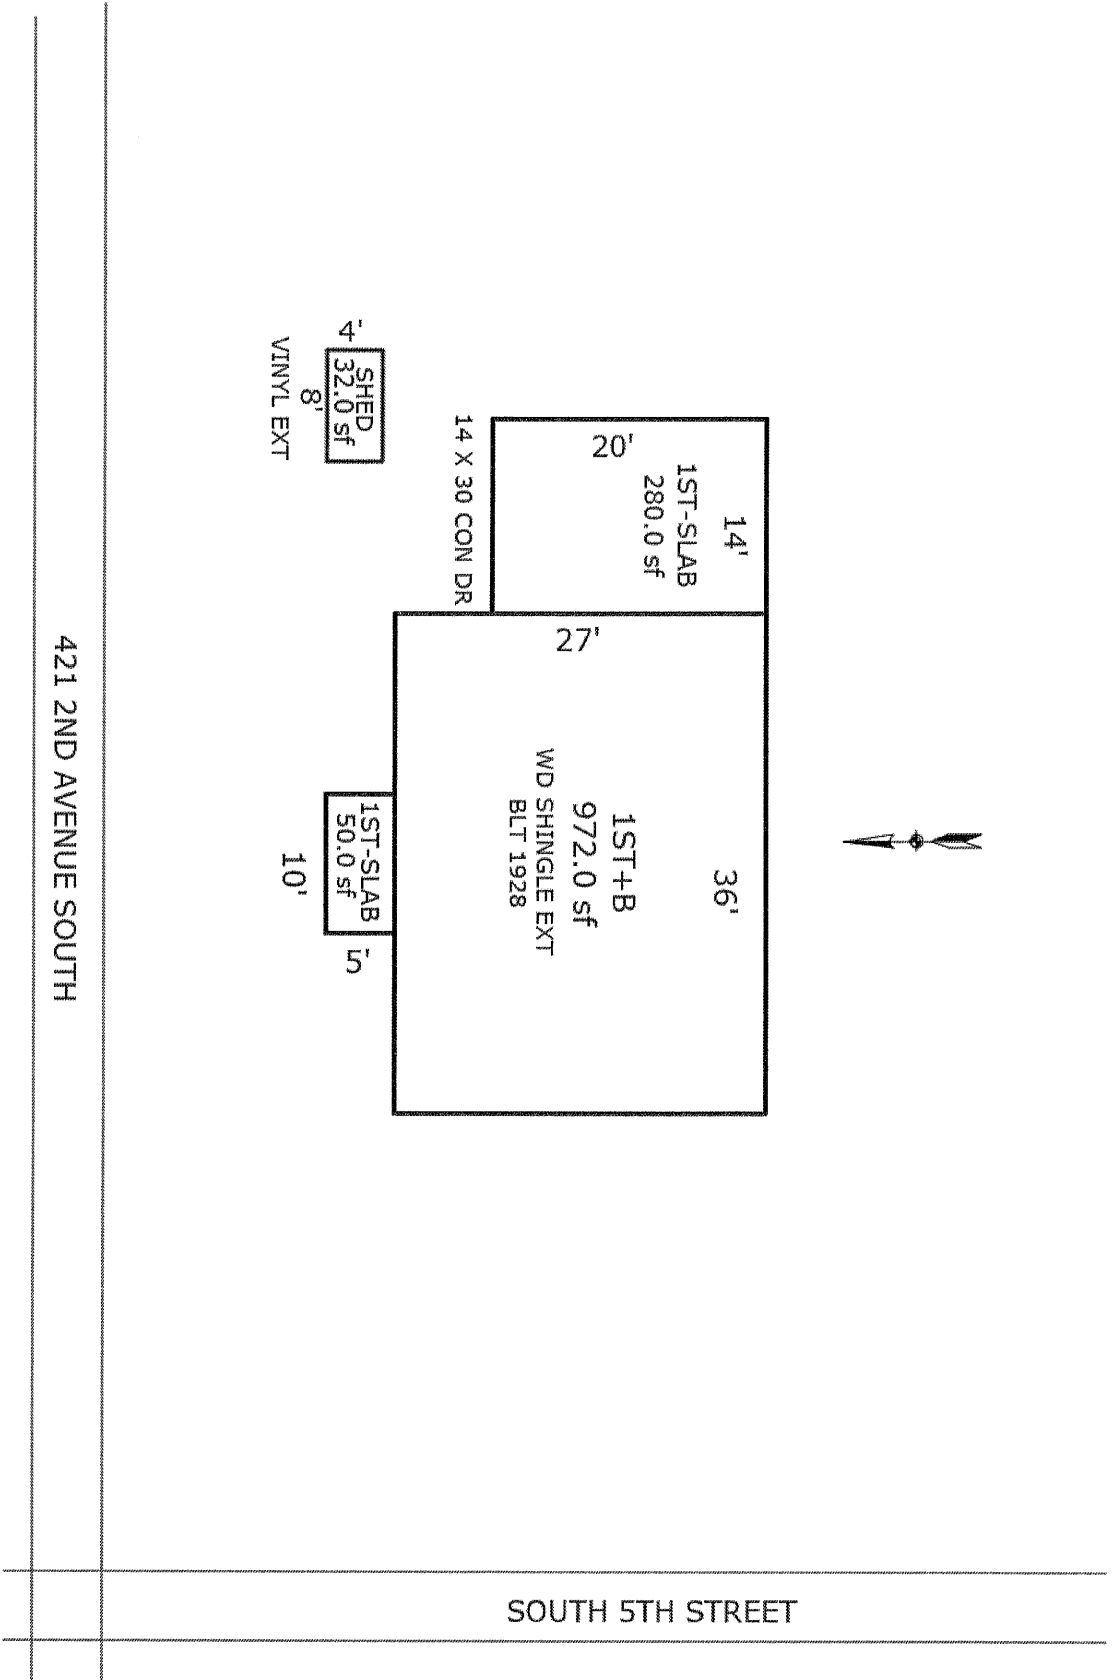 14'
1ST-SLAB
280.0 sf
20'
14 X 30 CON DR
4'
SHED
32.0 sf
8'
VINYL EXT
36'
27'
1ST+B
972.0 sf
WD SHINGLE EXT
BLT 1928
1ST-SLAB
50.0 sf
5'
10'
421 2ND AVENUE SOUTH
SOUTH 5TH STREET